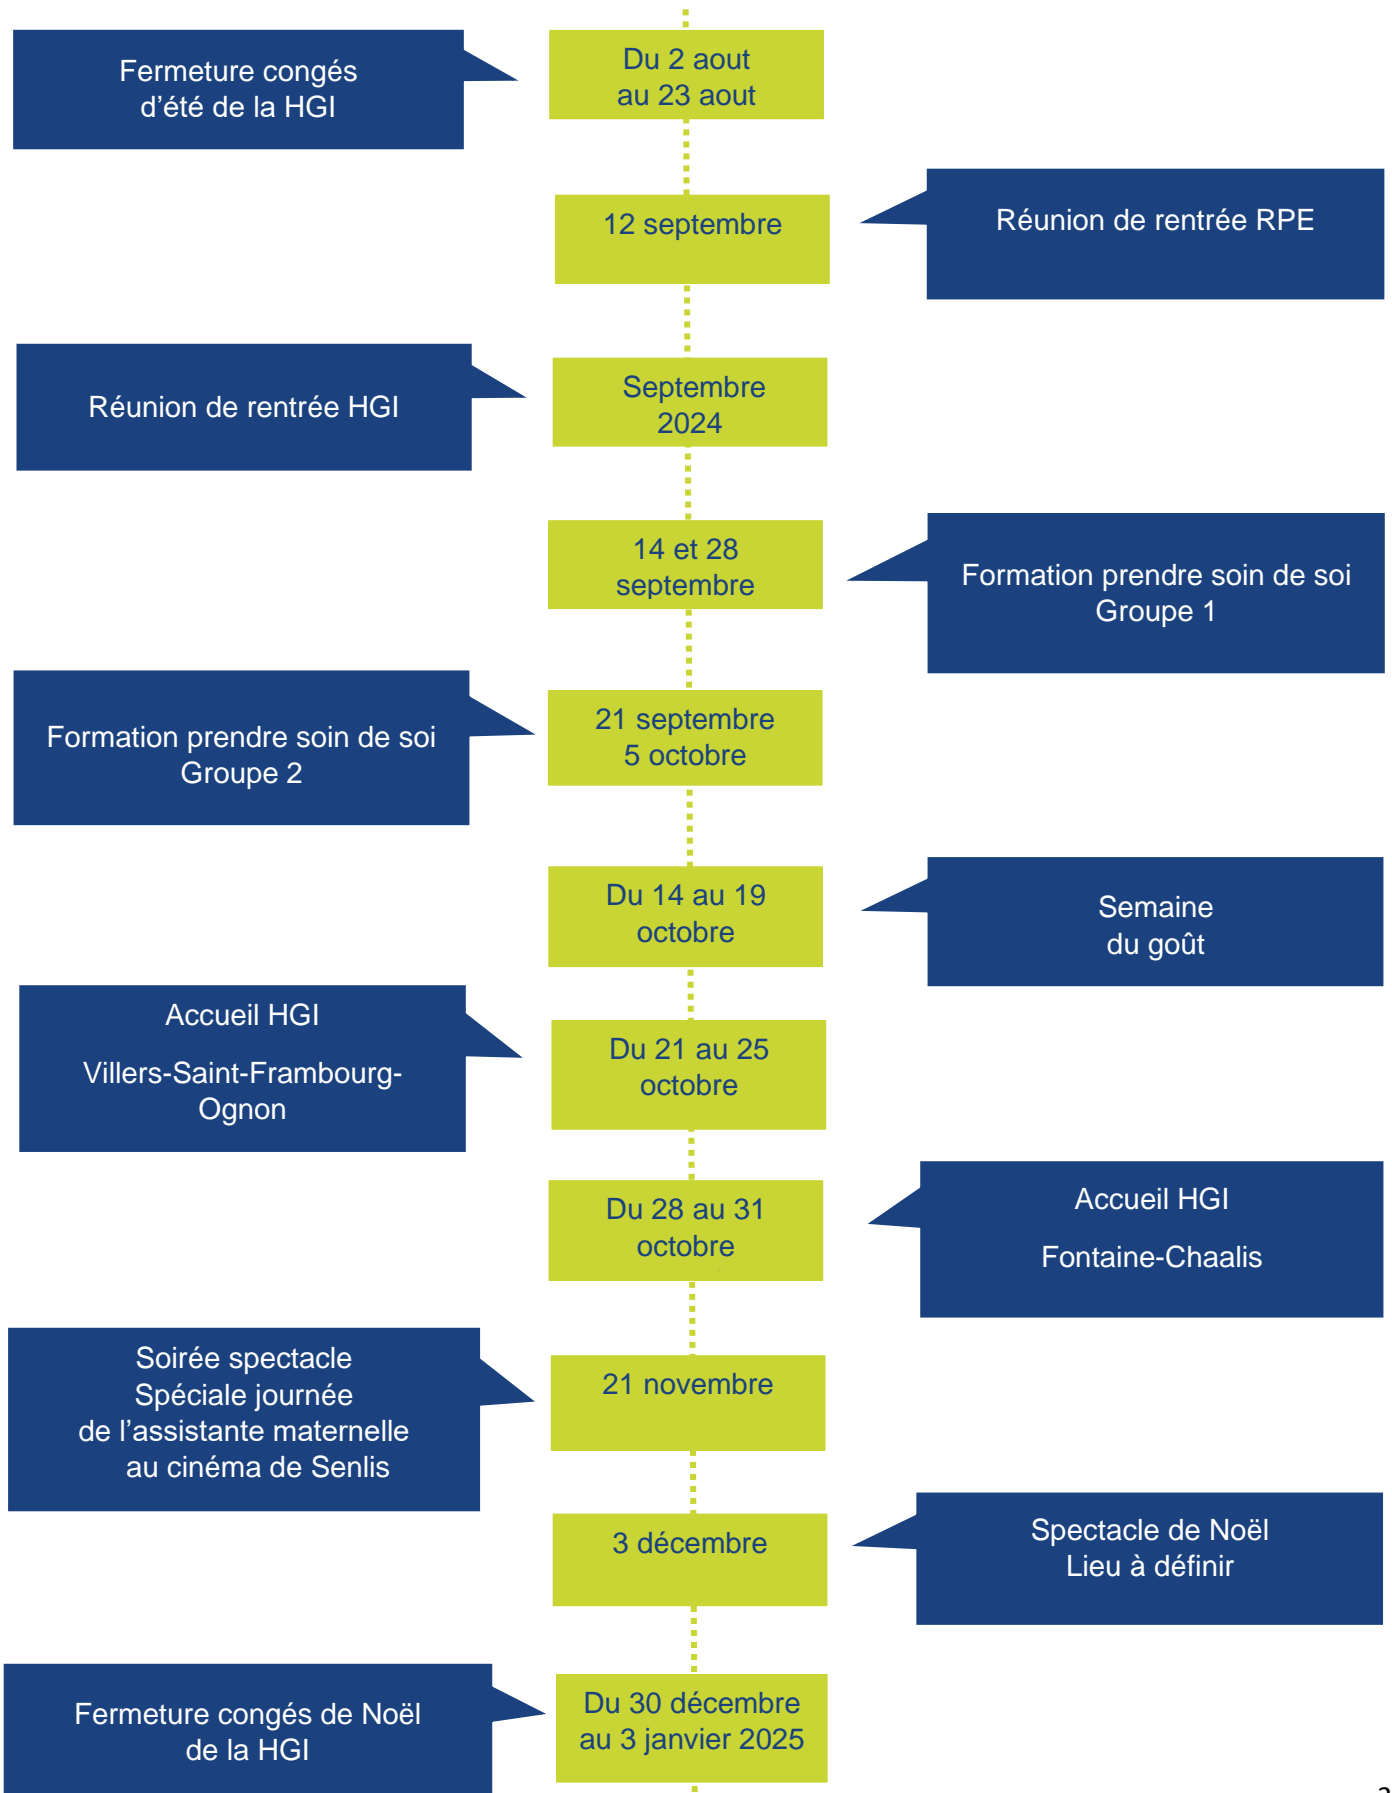 Fermeture congés
d’été de la HGI
Du 2 aout
au 23 aout
12 septembre
Réunion de rentrée RPE
Réunion de rentrée HGI
Septembre
2024
14 et 28
septembre
Formation prendre soin de soi
Groupe 1
Formation prendre soin de soi
Groupe 2
21 septembre
5 octobre
Du 14 au 19
octobre
Semaine
du goût
Accueil HGI
Villers-Saint-Frambourg-
Ognon
Du 21 au 25
octobre
Du 28 au 31
octobre
Accueil HGI
Fontaine-Chaalis
Soirée spectacle
Spéciale journée
de l’assistante maternelle
au cinéma de Senlis
21 novembre
3 décembre
Spectacle de Noël
Lieu à définir
Fermeture congés de Noël
de la HGI
Du 30 décembre
au 3 janvier 2025